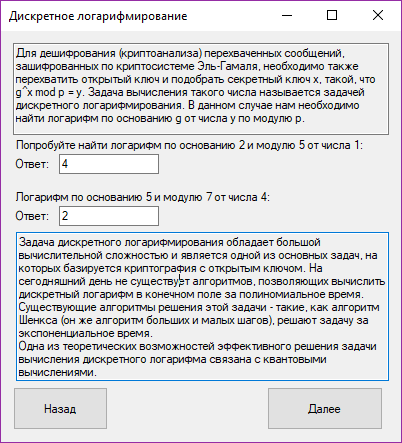 Дискретное логарифмирование
Для дешифрования (криптоанализа) перехваченных сообщений,
зашифрованных по криптосистеме Эль-Гамаля, необходимо также
перехватить открытый ключ и подобрать секретный ключ x, такой, что
g^x mod p = y. Задача вычисления такого числа называется задачей
дискретного логарифмирования. В данном случае нам необходимо
найти логарифм по основанию g от числа y по модулю p.
Попробуйте найти логарифм по основанию 2 и модулю 5 от числа 1:
Ответ: 4
Логарифм по основанию 5 и модулю 7 от числа 4:
Ответ: 2
Задача дискретного логарифмирования обладает большой
вычислительной сложностью и является одной из основных задач, на
которых базируется криптография с открытым ключом. На
сегодняшний день не существует алгоритмов, позволяющих вычислить
дискретный логарифм в конечном поле за полиномиальное время.
Существующие алгоритмы решения этой задачи - такие, как алгоритм
Шенкса (он же алгоритм больших и малых шагов), решают задачу за
экспоненциальное время.
Одна из теоретических возможностей эффективного решения задачи
вычисления дискретного логарифма связана с квантовыми
вычислениями.
Назад
Далее